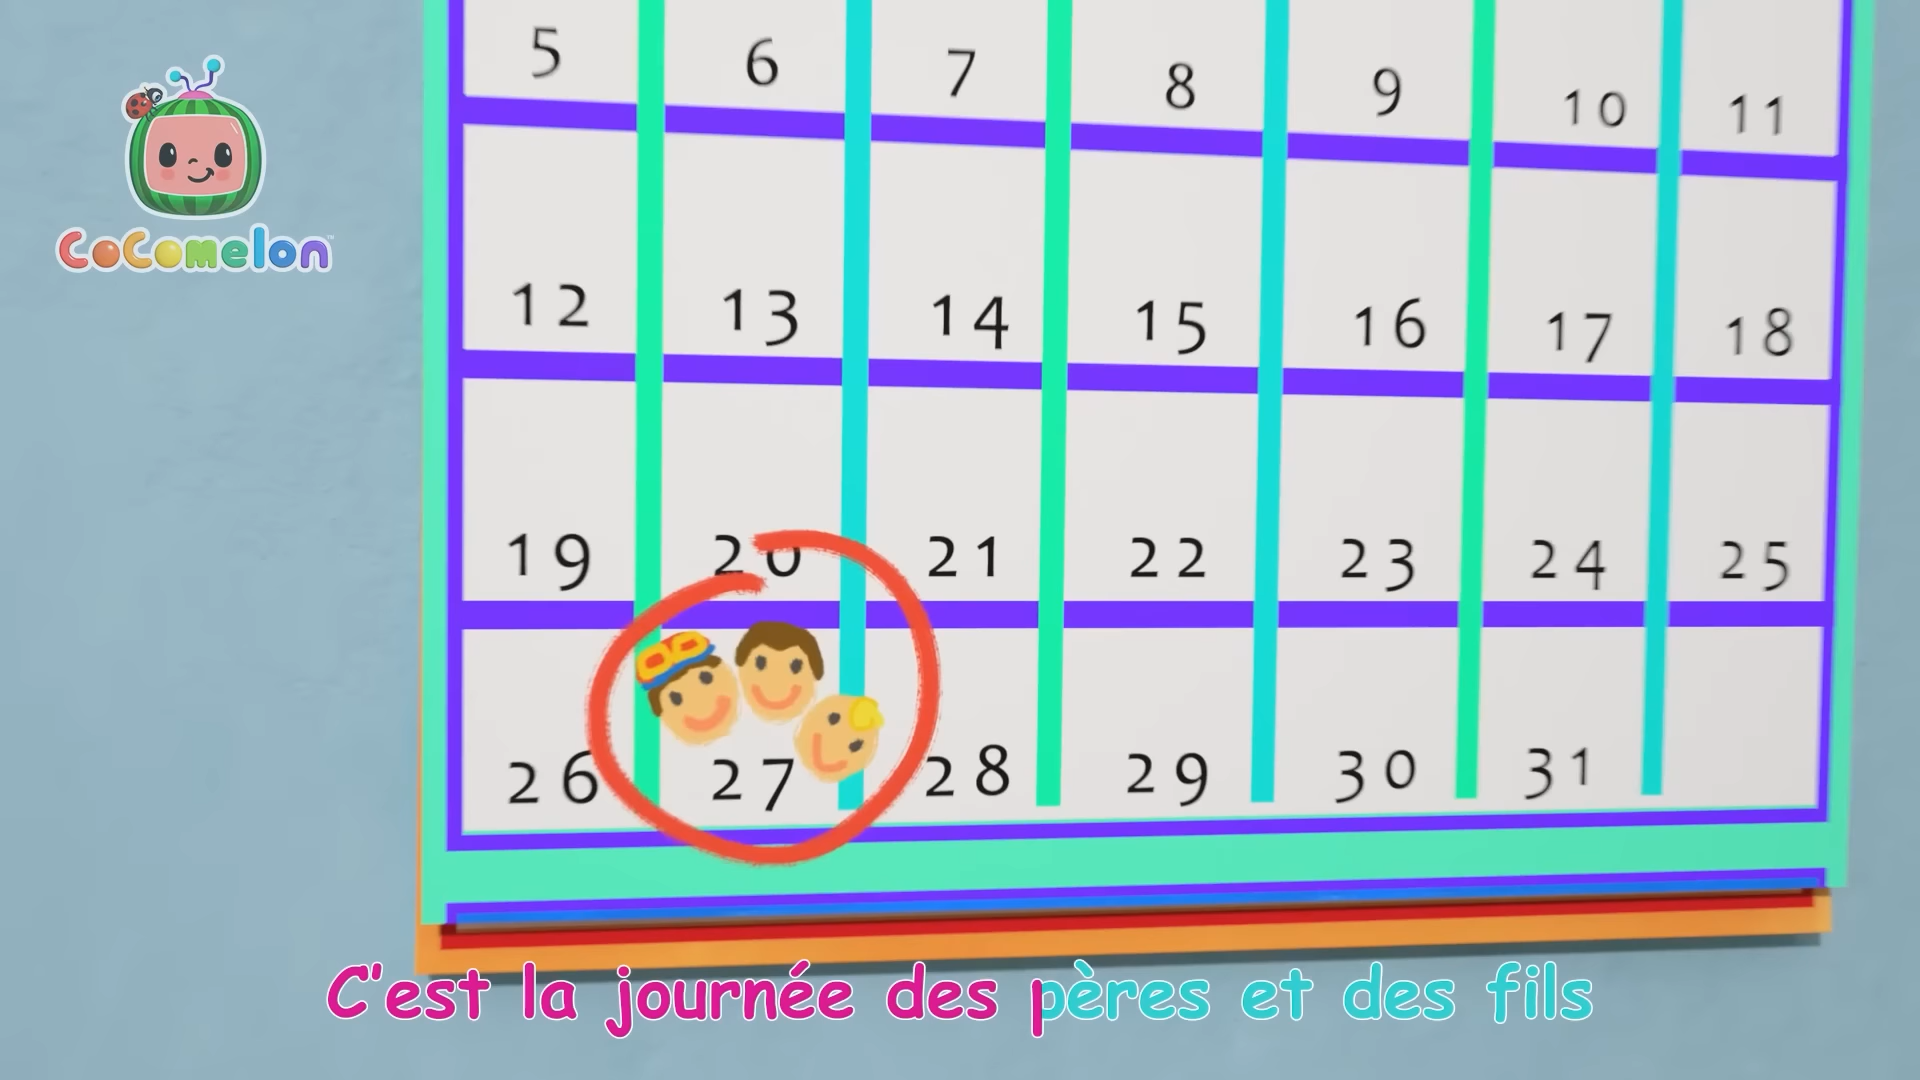 CoComelon™
5 6 7 8 9 10 11
12 13 14 15 16 17 18
19 20 21 22 23 24 25
26 27 28 29 30 31
C'est la journée des pères et des fils